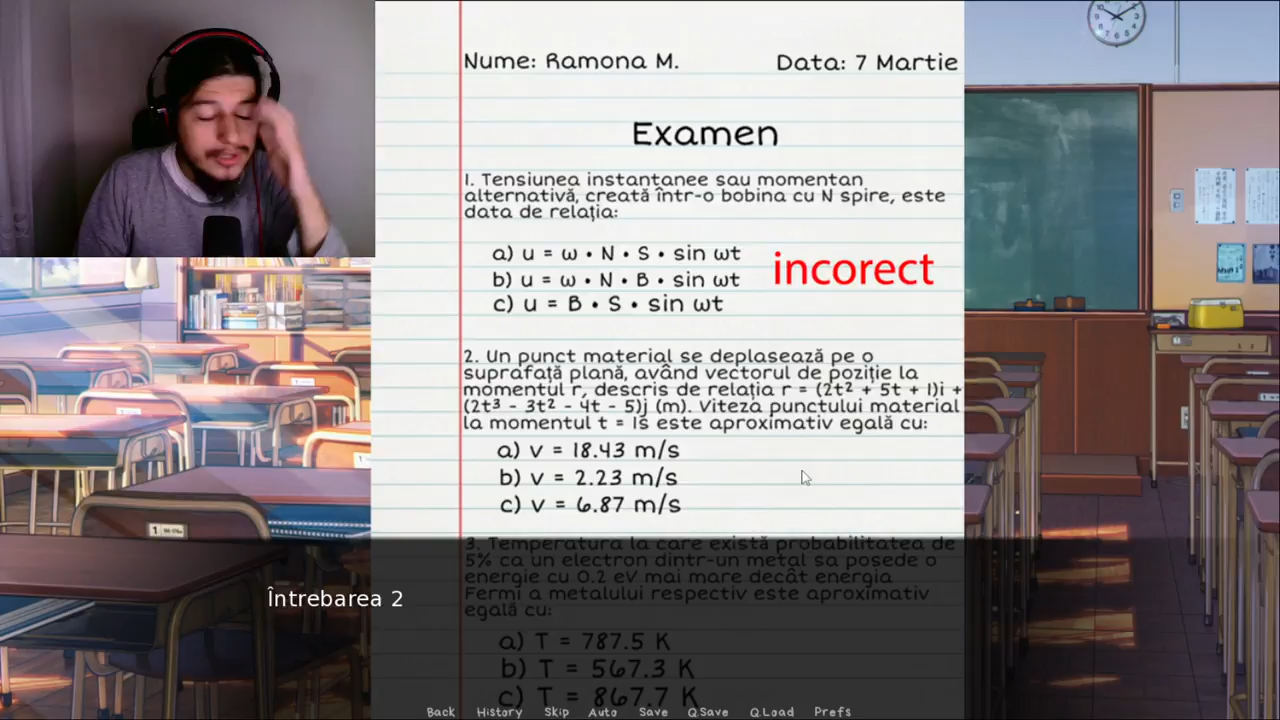 Nume: Ramona M.
Data: 7 Martie
Examen
1. Tensiunea instantanee sau momentan
alternativă, creată într-o bobina cu N spire, este
data de relația:
a) u = ω • N • S • sin ωt
b) u = ω • N • B • sin ωt
c) u = B • S • sin ωt
incorect
2. Un punct material se deplasează pe o
suprafață plană, având vectorul de poziție la
momentul r, descris de relația r = (2t² + 5t + 1)i +
(2t³ - 3t² - 4t - 5)j (m). Viteza punctului material
la momentul t = 1s este aproximativ egală cu:
a) v = 18.43 m/s
b) v = 2.23 m/s
c) v = 6.87 m/s
3. Temperatura la care există probabilitatea de
5% ca un electron dintr-un metal sa posede o
energie cu 0.2 eV mai mare decât energia
Fermi a metalului respectiv este aproximativ
egală cu:
a) T = 787.5 K
b) T = 567.3 K
c) T = 867.7 K
Întrebarea 2
Back History Skip Auto Save Q.Save Q.Load Prefs